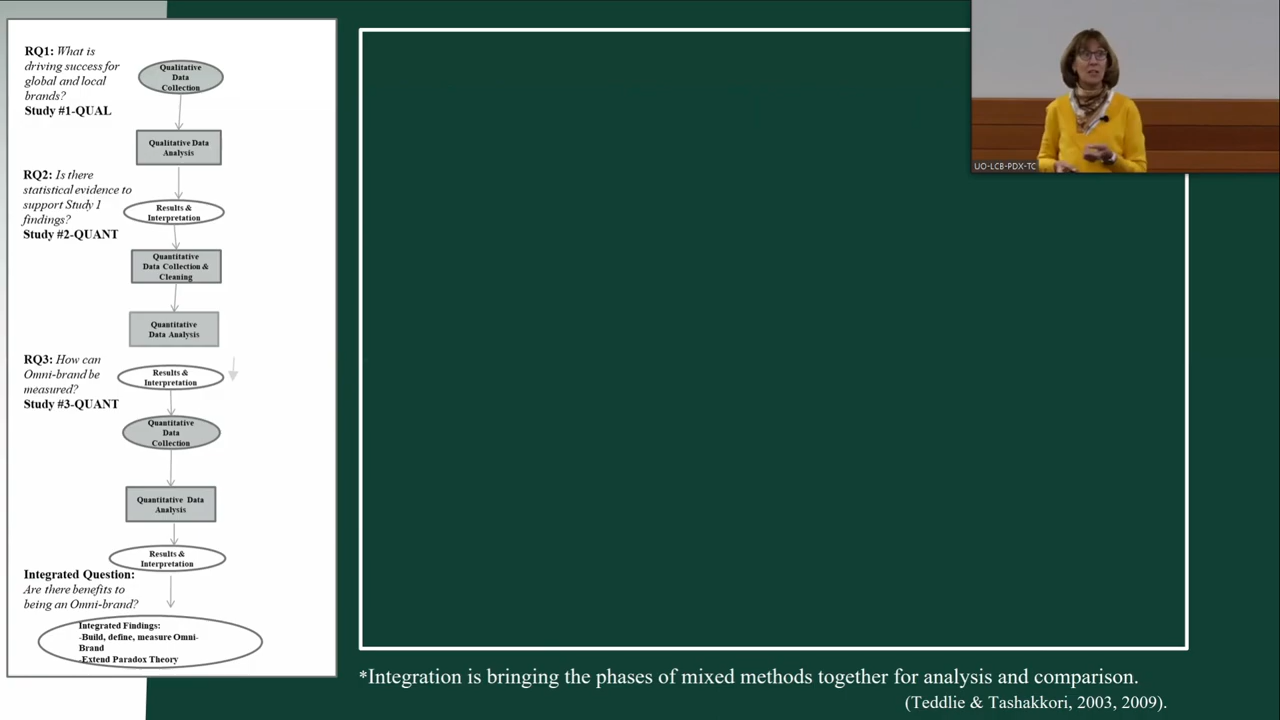 RQ1: What is
driving success for
global and local
brands?
Study #1-QUAL
Qualitative
Data
Collection
Qualitative Data
Analysis
RQ2: Is there
statistical evidence to
support Study 1
findings?
Study #2-QUANT
Results &
Interpretation
Quantitative
Data Collection &
Cleaning
Quantitative
Data Analysis
RQ3: How can
Omni-brand be
measured?
Study #3-QUANT
Results &
Interpretation
Quantitative
Data
Collection
Quantitative Data
Analysis
Results &
Interpretation
Integrated Question:
Are there benefits to
being an Omni-brand?
Integrated Findings:
-Build, define, measure Omni-
Brand
-Extend Paradox Theory
UO-LCB-PDX-TC
*Integration is bringing the phases of mixed methods together for analysis and comparison.
(Teddlie & Tashakkori, 2003, 2009).